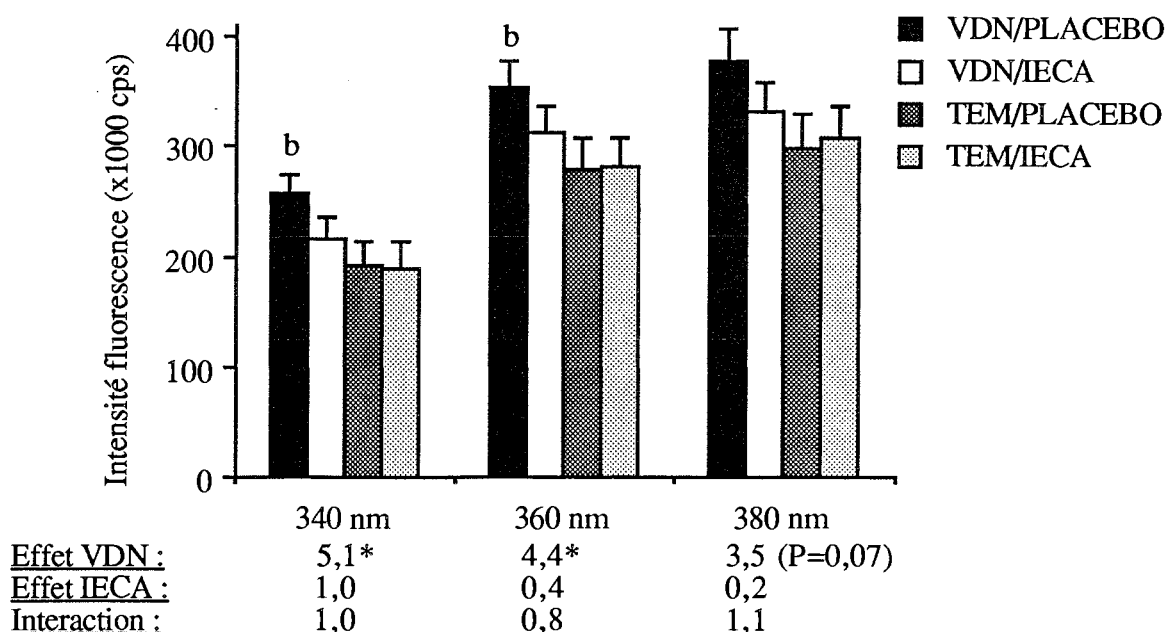 Intensité fluorescence (x1000 cps)
400
300
200
100
0
b
b
VDN/PLACEBO
VDN/IECA
TEM/PLACEBO
TEM/IECA
340 nm 360 nm 380 nm
Effet VDN : 5,1* 4,4* 3,5 (P=0,07)
Effet IECA : 1,0 0,4 0,2
Interaction : 1,0 0,8 1,1